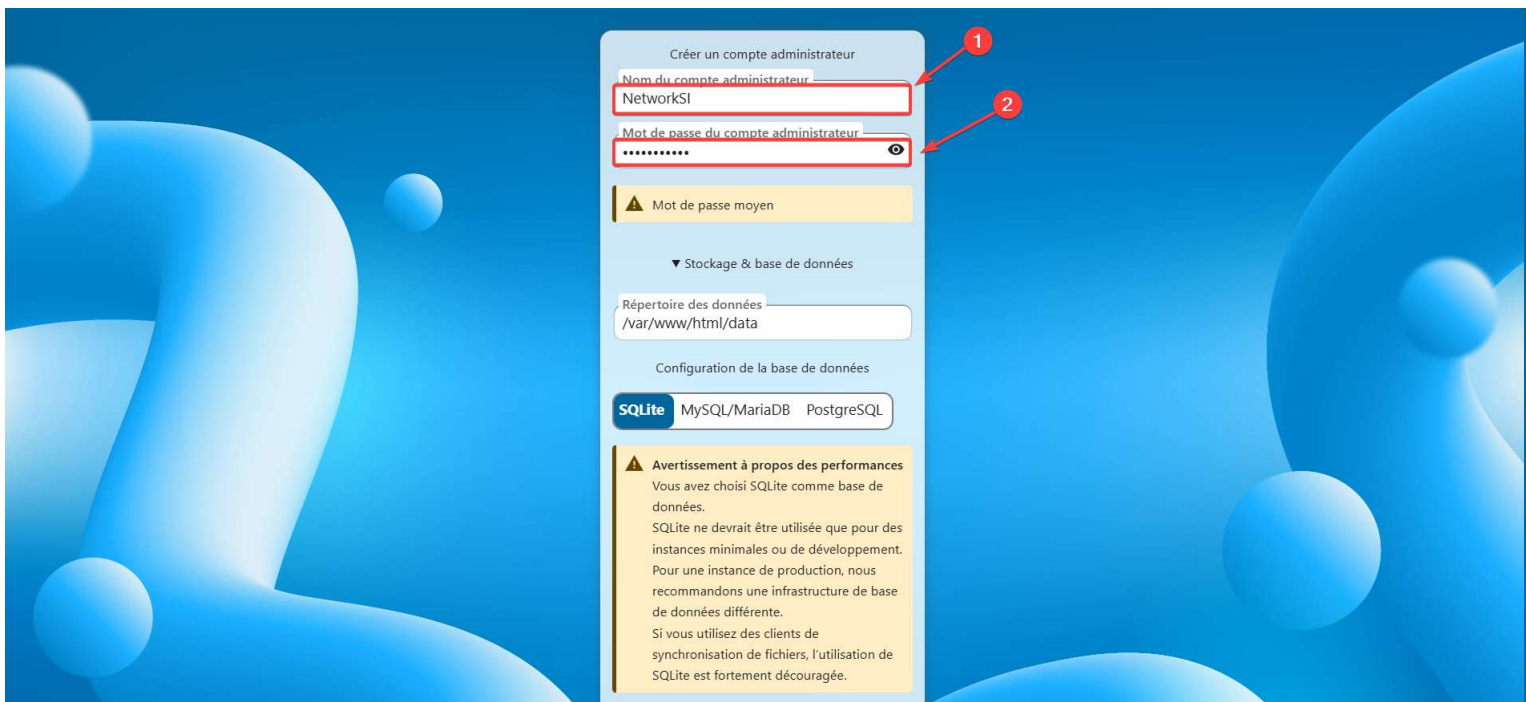 Créer un compte administrateur
1
Nom du compte administrateur
NetworkSI
2
Mot de passe du compte administrateur
•••••••••••
Mot de passe moyen
▼ Stockage & base de données
Répertoire des données
/var/www/html/data
Configuration de la base de données
SQLite MySQL/MariaDB PostgreSQL
Avertissement à propos des performances
Vous avez choisi SQLite comme base de
données.
SQLite ne devrait être utilisée que pour des
instances minimales ou de développement.
Pour une instance de production, nous
recommandons une infrastructure de base
de données différente.
Si vous utilisez des clients de
synchronisation de fichiers, l'utilisation de
SQLite est fortement découragée.